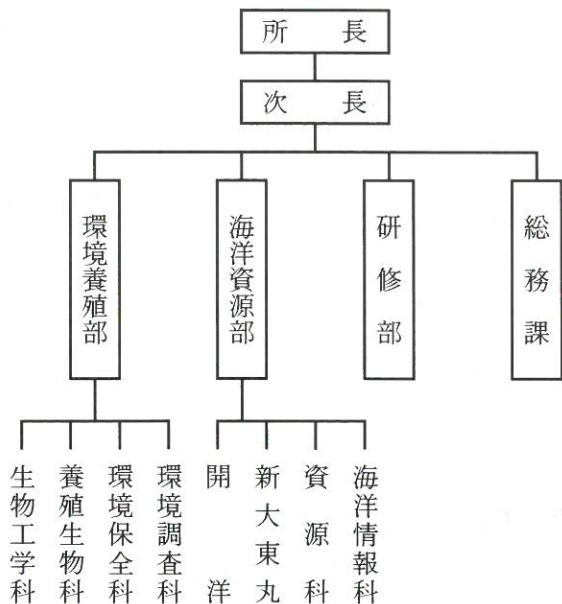 所長
次長
総務課
研修部
海洋資源部
環境養殖部
海洋情報科
資源科
新大東丸
開洋
環境調査科
環境保全科
養殖生物科
生物工学科